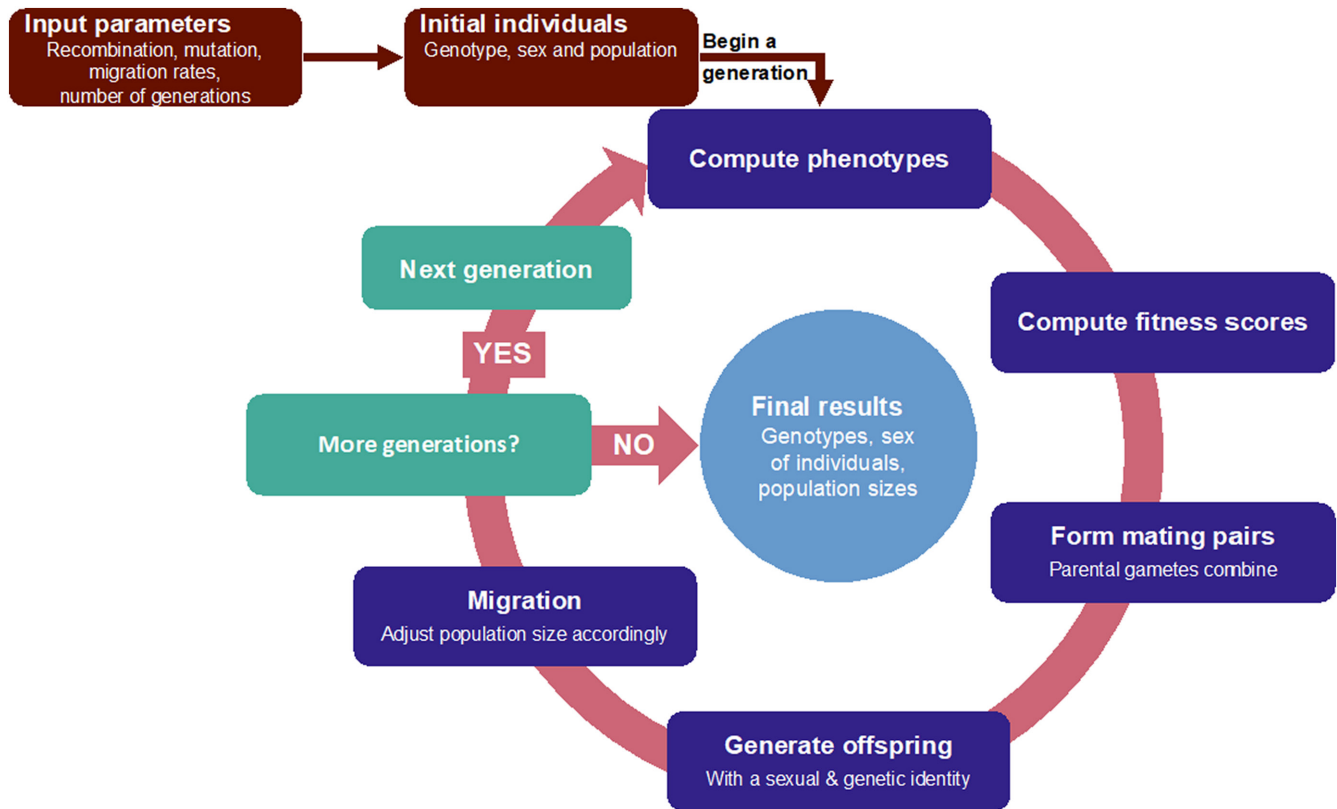 Input parameters
Recombination, mutation,
migration rates,
number of generations
Initial individuals
Genotype, sex and population
Begin a
generation
Compute phenotypes
Compute fitness scores
Form mating pairs
Parental gametes combine
Generate offspring
With a sexual & genetic identity
Migration
Adjust population size accordingly
More generations?
YES
Next generation
NO
Final results
Genotypes, sex
of individuals,
population sizes